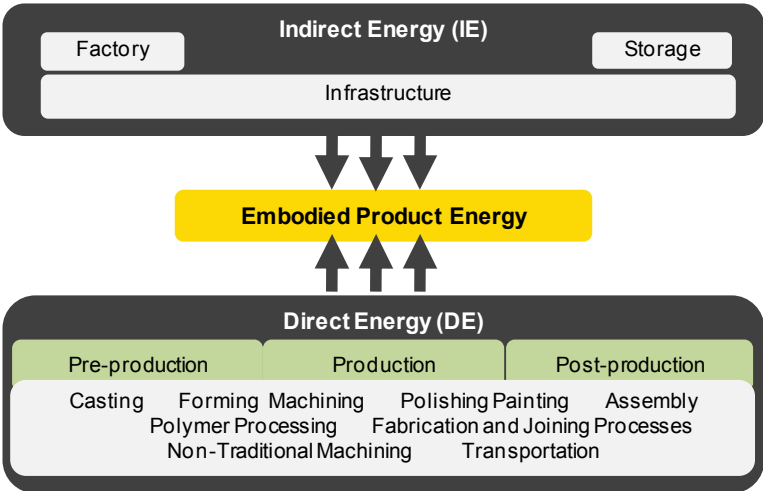 Indirect Energy (IE)
Factory
Storage
Infrastructure
Embodied Product Energy
Direct Energy (DE)
Pre-production
Production
Post-production
Casting Forming Machining Polishing Painting Assembly
Polymer Processing Fabrication and Joining Processes
Non-Traditional Machining Transportation